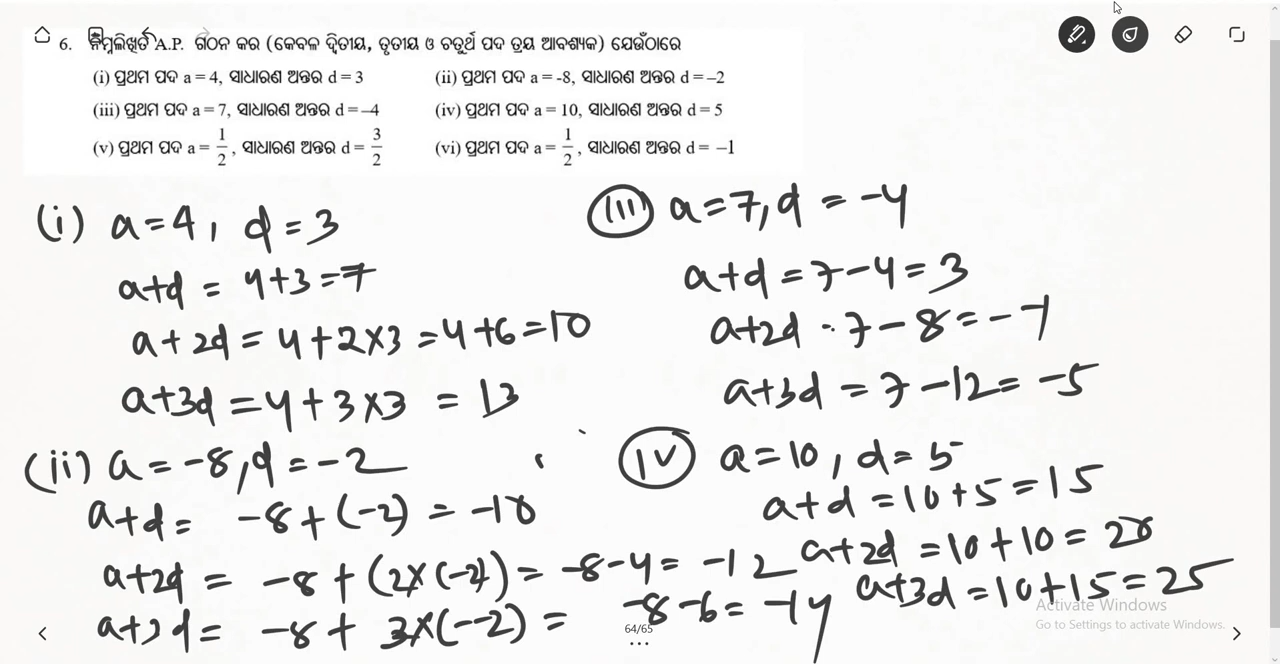 6. ନିମ୍ନଲିଖିତ A.P. ଗଠନ କର (କେବଳ ଦ୍ଵିତୀୟ, ତୃତୀୟ ଓ ଚତୁର୍ଥ ପଦ ତ୍ରୟ ଆବଶ୍ୟକ) ଯେଉଁଠାରେ
(i) ପ୍ରଥମ ପଦ a = 4, ସାଧାରଣ ଅନ୍ତର d = 3
(ii) ପ୍ରଥମ ପଦ a = -8, ସାଧାରଣ ଅନ୍ତର d = –2
(iii) ପ୍ରଥମ ପଦ a = 7, ସାଧାରଣ ଅନ୍ତର d = –4
(iv) ପ୍ରଥମ ପଦ a = 10, ସାଧାରଣ ଅନ୍ତର d = 5
(v) ପ୍ରଥମ ପଦ a = 1/2, ସାଧାରଣ ଅନ୍ତର d = 3/2
(vi) ପ୍ରଥମ ପଦ a = 1/2, ସାଧାରଣ ଅନ୍ତର d = –1
(i) a=4, d=3
a+d = 4+3=7
a+2d = 4+2×3=4+6=10
a+3d = 4+3×3 = 13
(ii) a=-8, d=-2
a+d = -8+(-2) = -10
a+2d = -8+(2×(-2)) = -8-4= -12
a+3d = -8+ 3×(-2) = -8-6= -14
(III) a=7, d=-4
a+d=7-4=3
a+2d - 7-8=-1
a+3d =7-12= -5
(IV) a=10, d=5
a+d=10+5=15
a+2d =10+10=20
a+3d=10+15=25
Activate Windows
Go to Settings to activate Windows.
64/65